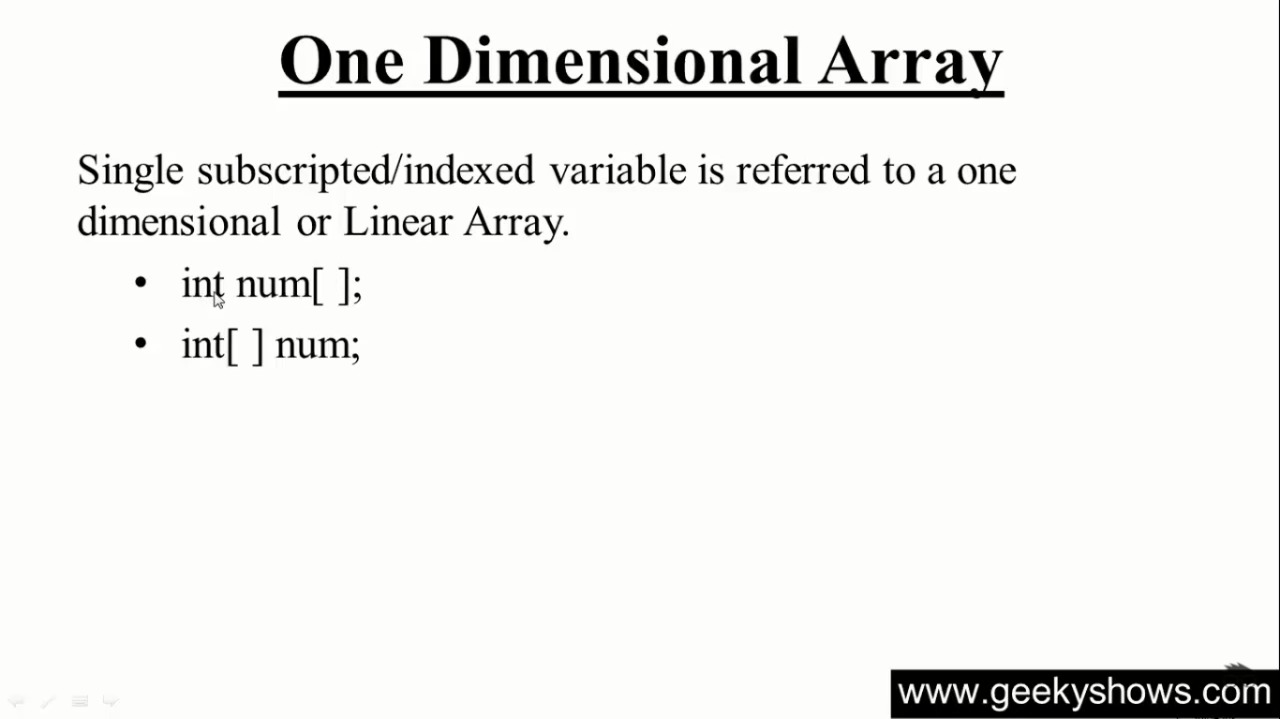 One Dimensional Array
Single subscripted/indexed variable is referred to a one
dimensional or Linear Array.
• int num[ ];
• int[ ] num;
www.geekyshows.com